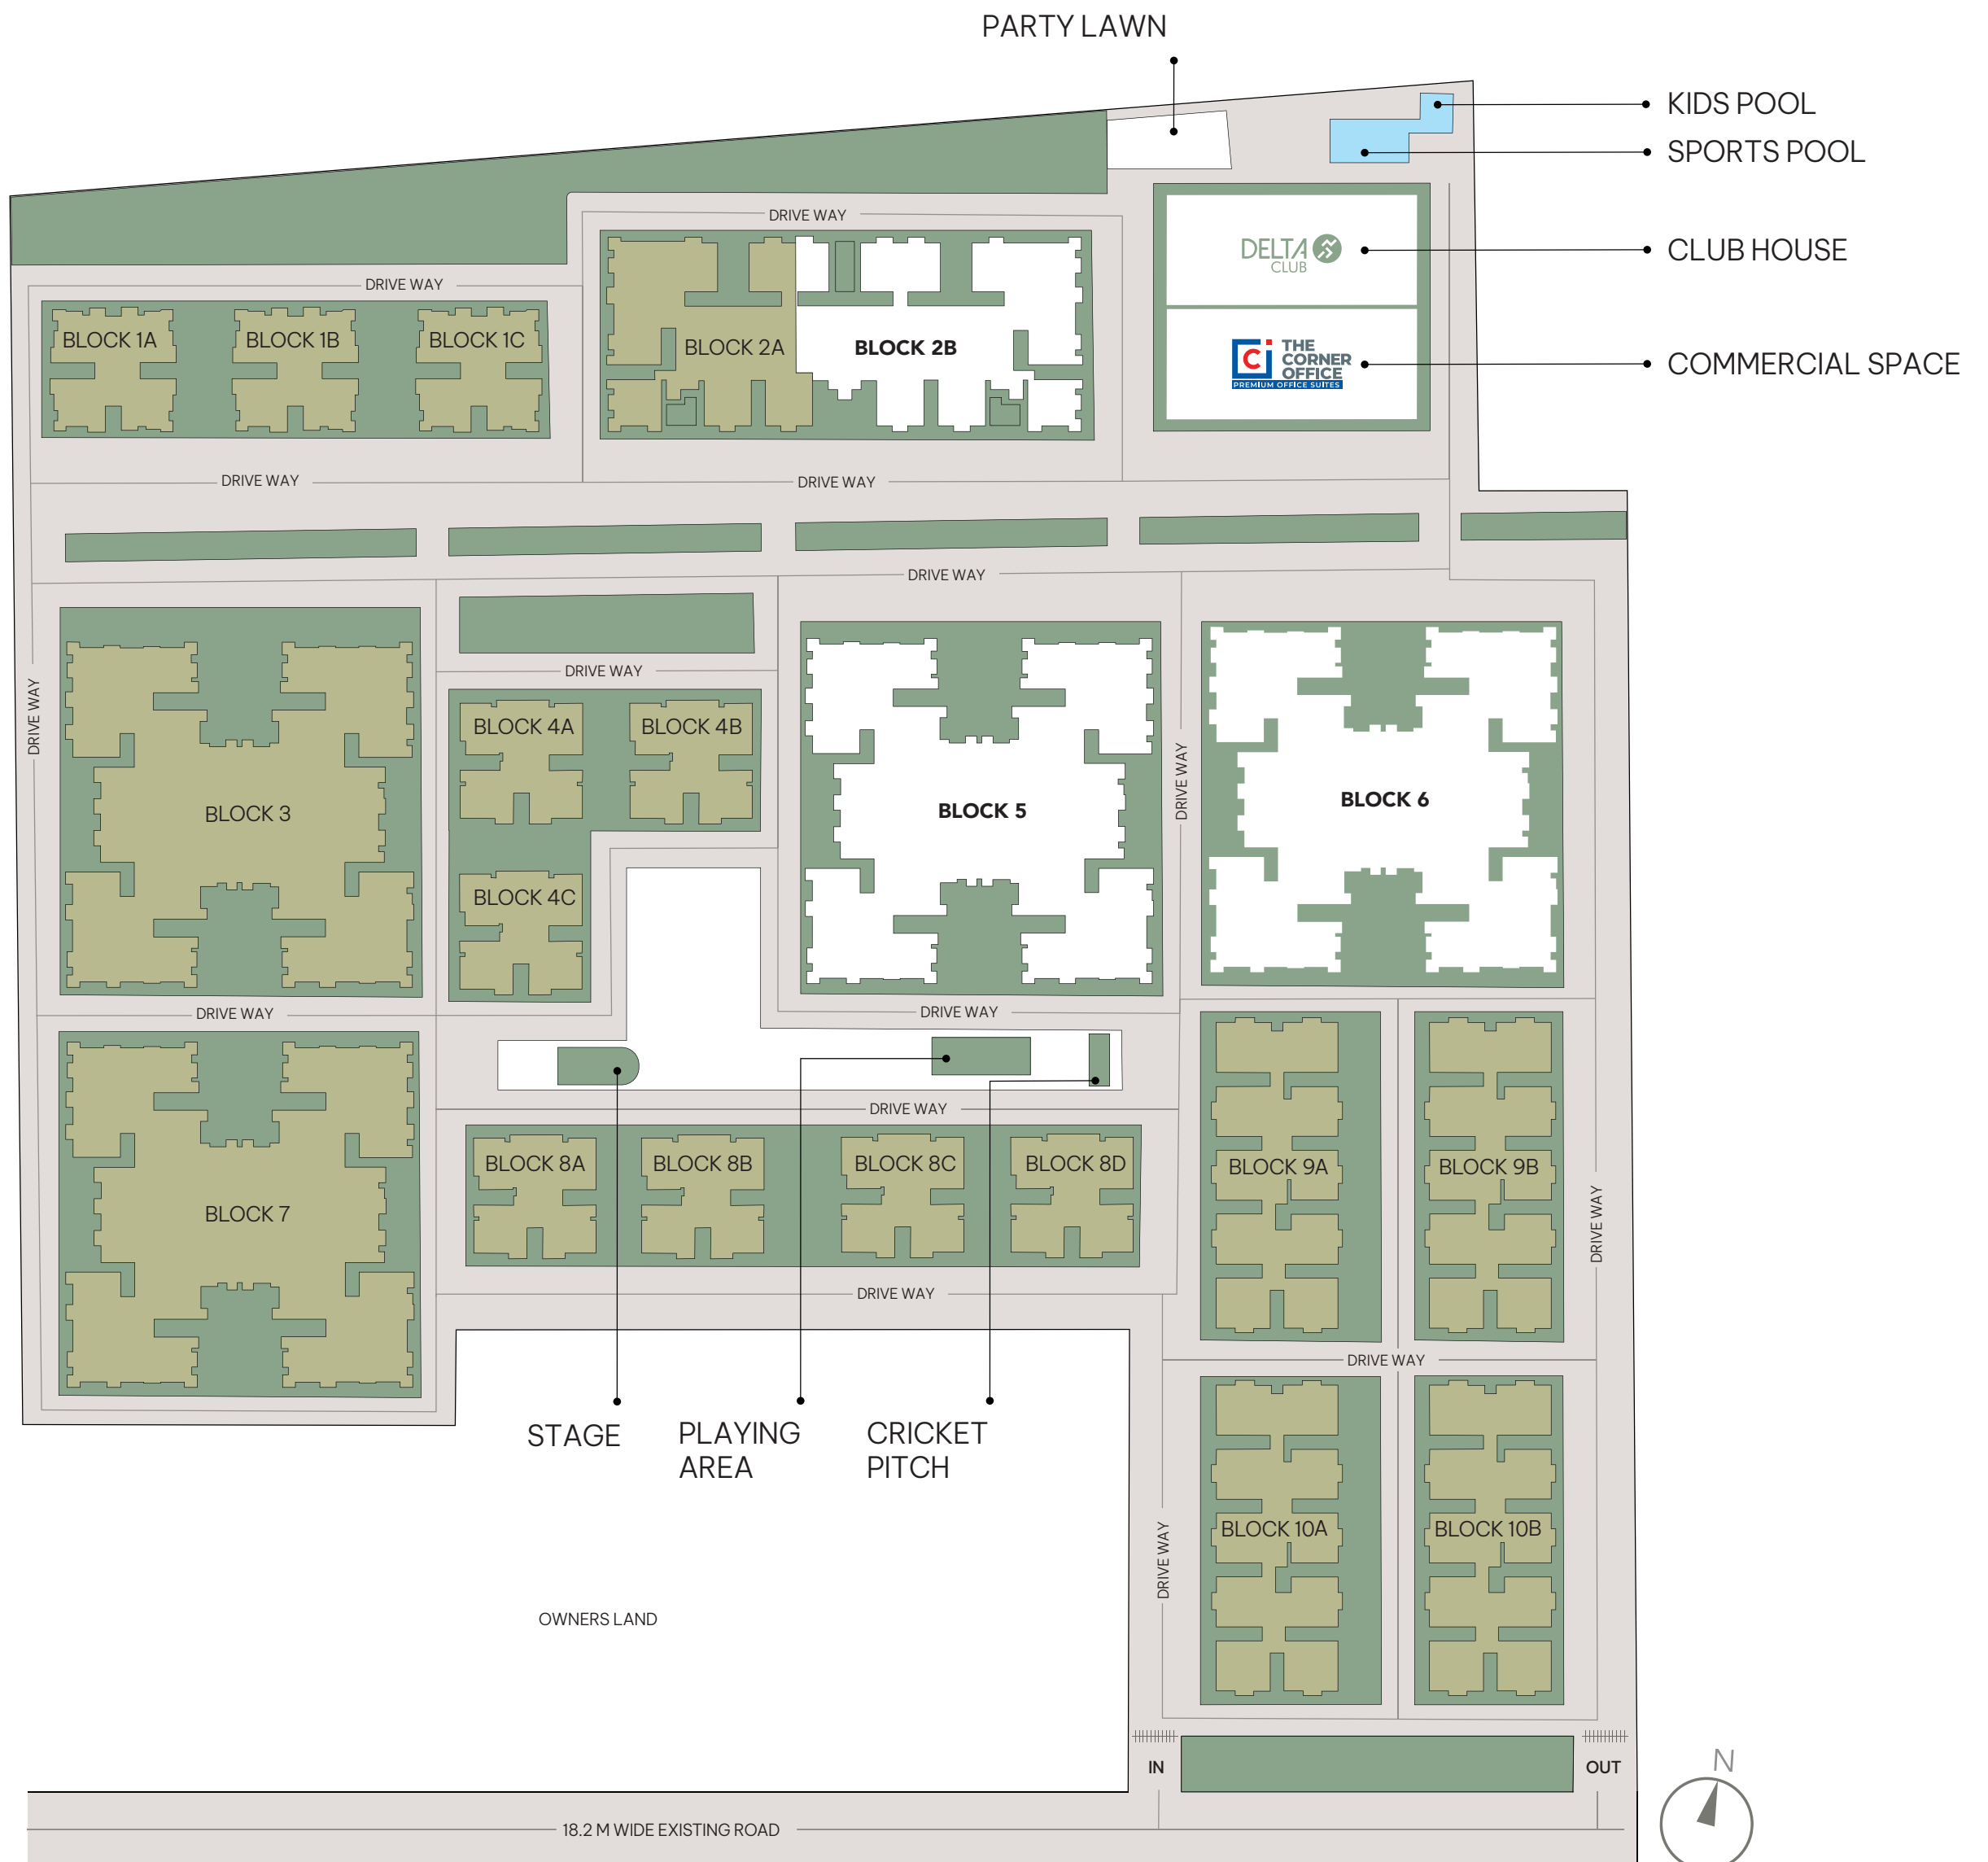 PARTY LAWN
KIDS POOL
SPORTS POOL
DRIVE WAY
DELTA
CLUB
CLUB HOUSE
DRIVE WAY
BLOCK 1A
BLOCK 1B
BLOCK 1C
BLOCK 2A
BLOCK 2B
Ci
THE
CORNER
OFFICE
PREMIUM OFFICE SUITES
COMMERCIAL SPACE
DRIVE WAY
DRIVE WAY
DRIVE WAY
DRIVE WAY
DRIVE WAY
BLOCK 4A
BLOCK 4B
DRIVE WAY
BLOCK 3
BLOCK 5
BLOCK 6
BLOCK 4C
DRIVE WAY
DRIVE WAY
DRIVE WAY
BLOCK 8A
BLOCK 8B
BLOCK 8C
BLOCK 8D
BLOCK 9A
BLOCK 9B
BLOCK 7
DRIVE WAY
DRIVE WAY
DRIVE WAY
STAGE
PLAYING
AREA
CRICKET
PITCH
BLOCK 10A
BLOCK 10B
DRIVE WAY
OWNERS LAND
IN
OUT
N
18.2 M WIDE EXISTING ROAD